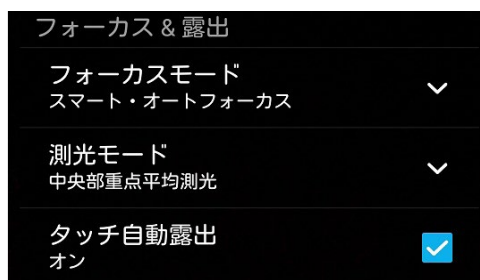 フォーカス & 露出
フォーカスモード
スマート・オートフォーカス
測光モード
中央部重点平均測光
タッチ自動露出
オン